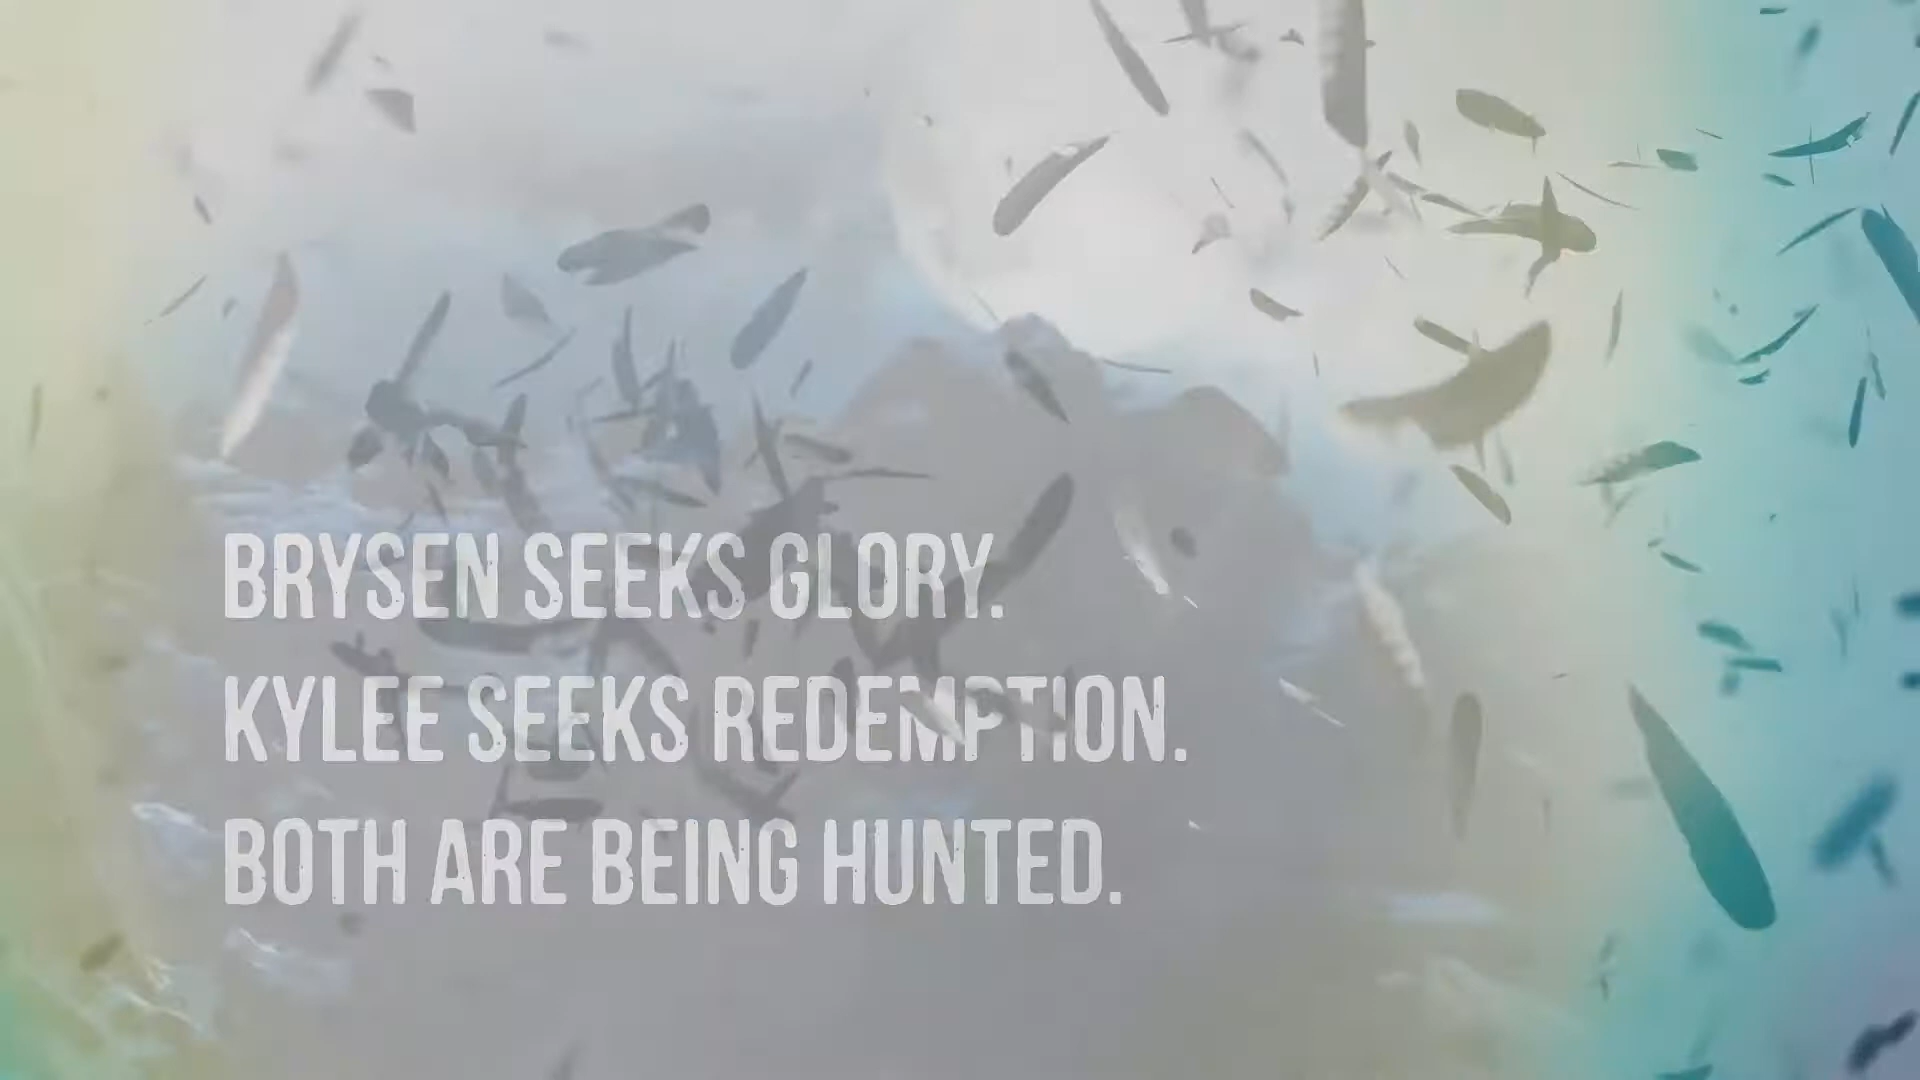 BRYSEN SEEKS GLORY.
KYLEE SEEKS REDEMPTION.
BOTH ARE BEING HUNTED.